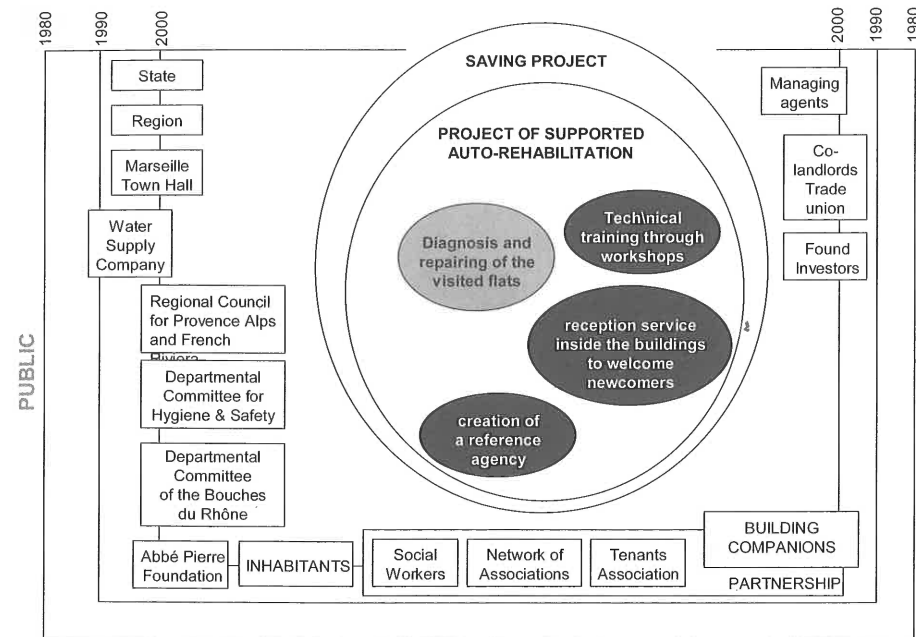 1980
1990
2000
2000
1990
1980
SAVING PROJECT
PROJECT OF SUPPORTED
AUTO-REHABILITATION
Diagnosis and
repairing of the
visited flats
Tech\nical
training through
workshops
reception service
inside the buildings
to welcome
newcomers
creation of
a reference
agency
PUBLIC
State
Region
Marseille
Town Hall
Water
Supply
Company
Regional Council
for Provence Alps
and French
Riviera-
Departmental
Committee for
Hygiene & Safety
Departmental
Committee
of the Bouches
du Rhône
Abbé Pierre
Foundation
INHABITANTS
Social
Workers
Network of
Associations
Tenants
Association
BUILDING
COMPANIONS
PARTNERSHIP
Managing
agents
Co-
landlords
Trade
union
Found
Investors